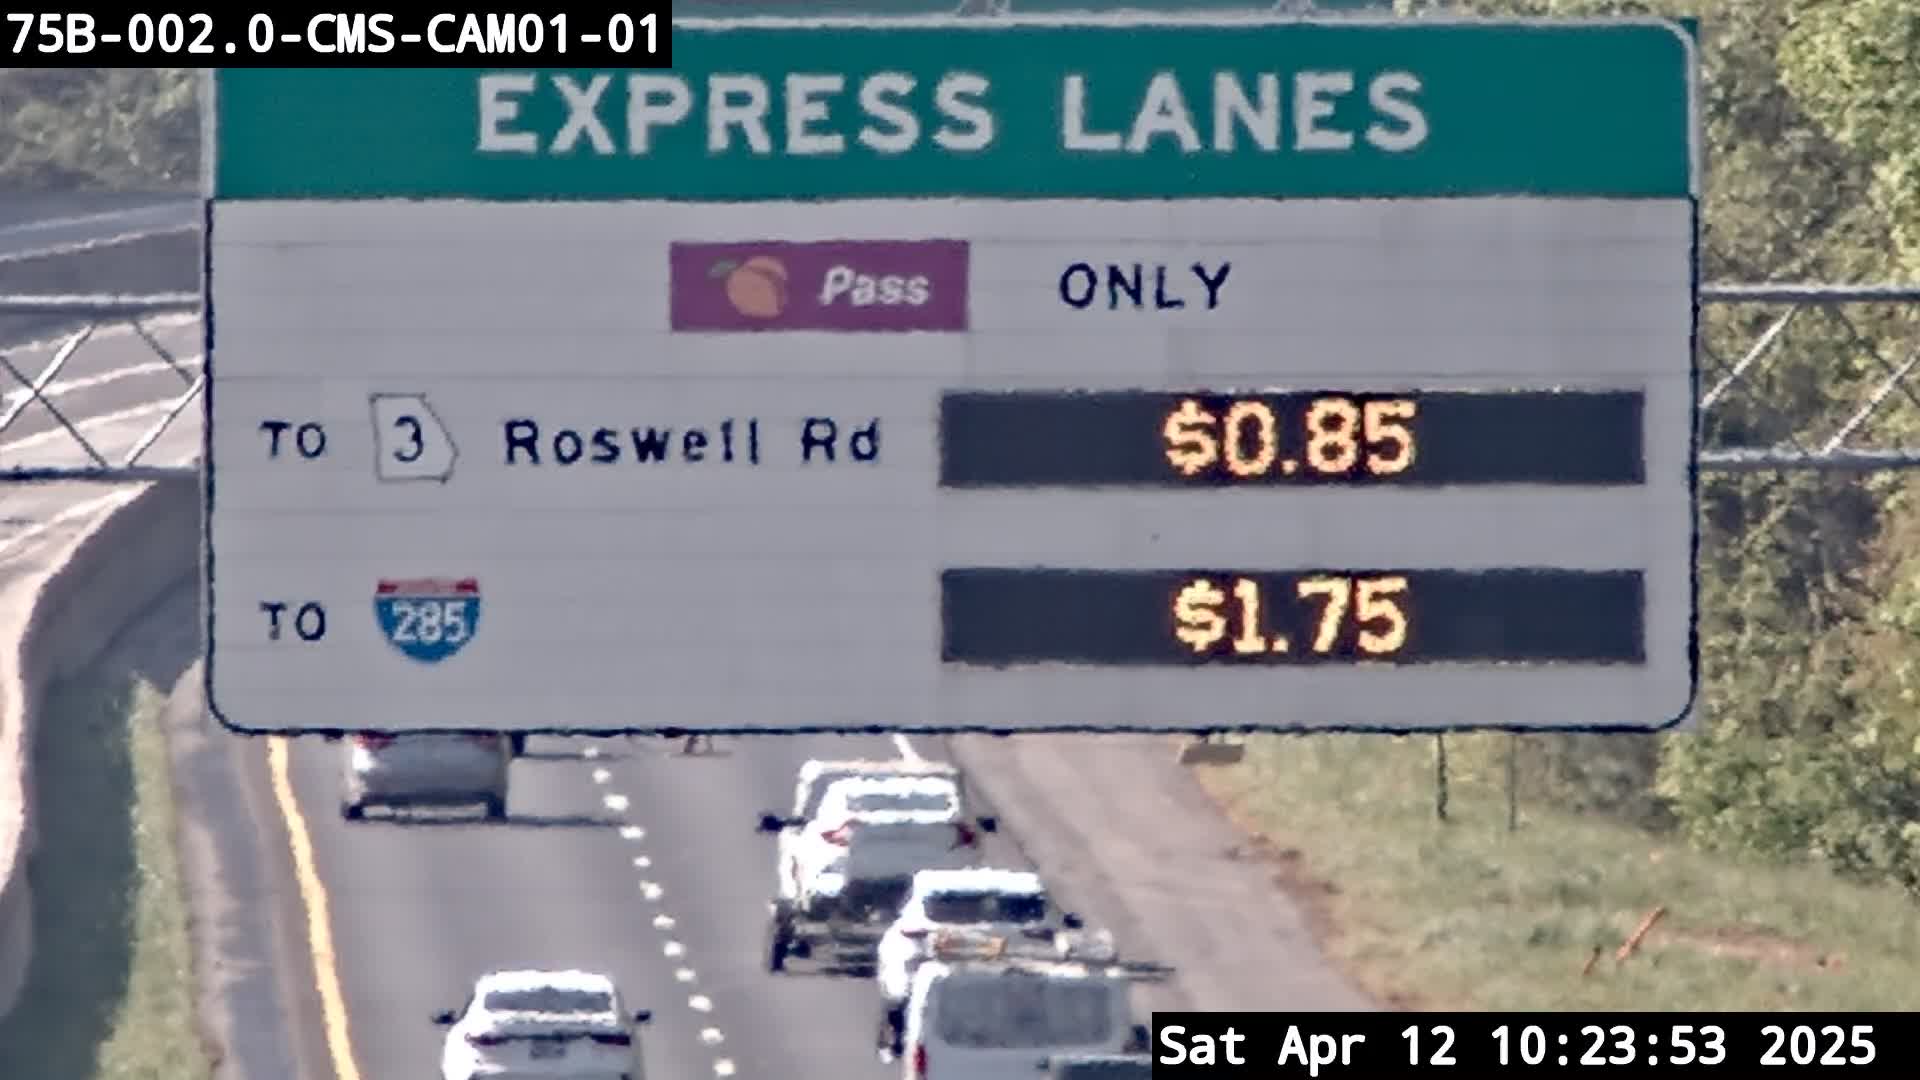 75B-002.0-CMS-CAM01-01
EXPRESS LANES
Pass ONLY
TO 3 Roswell Rd $0.85
TO 285 $1.75
Sat Apr 12 10:23:53 2025